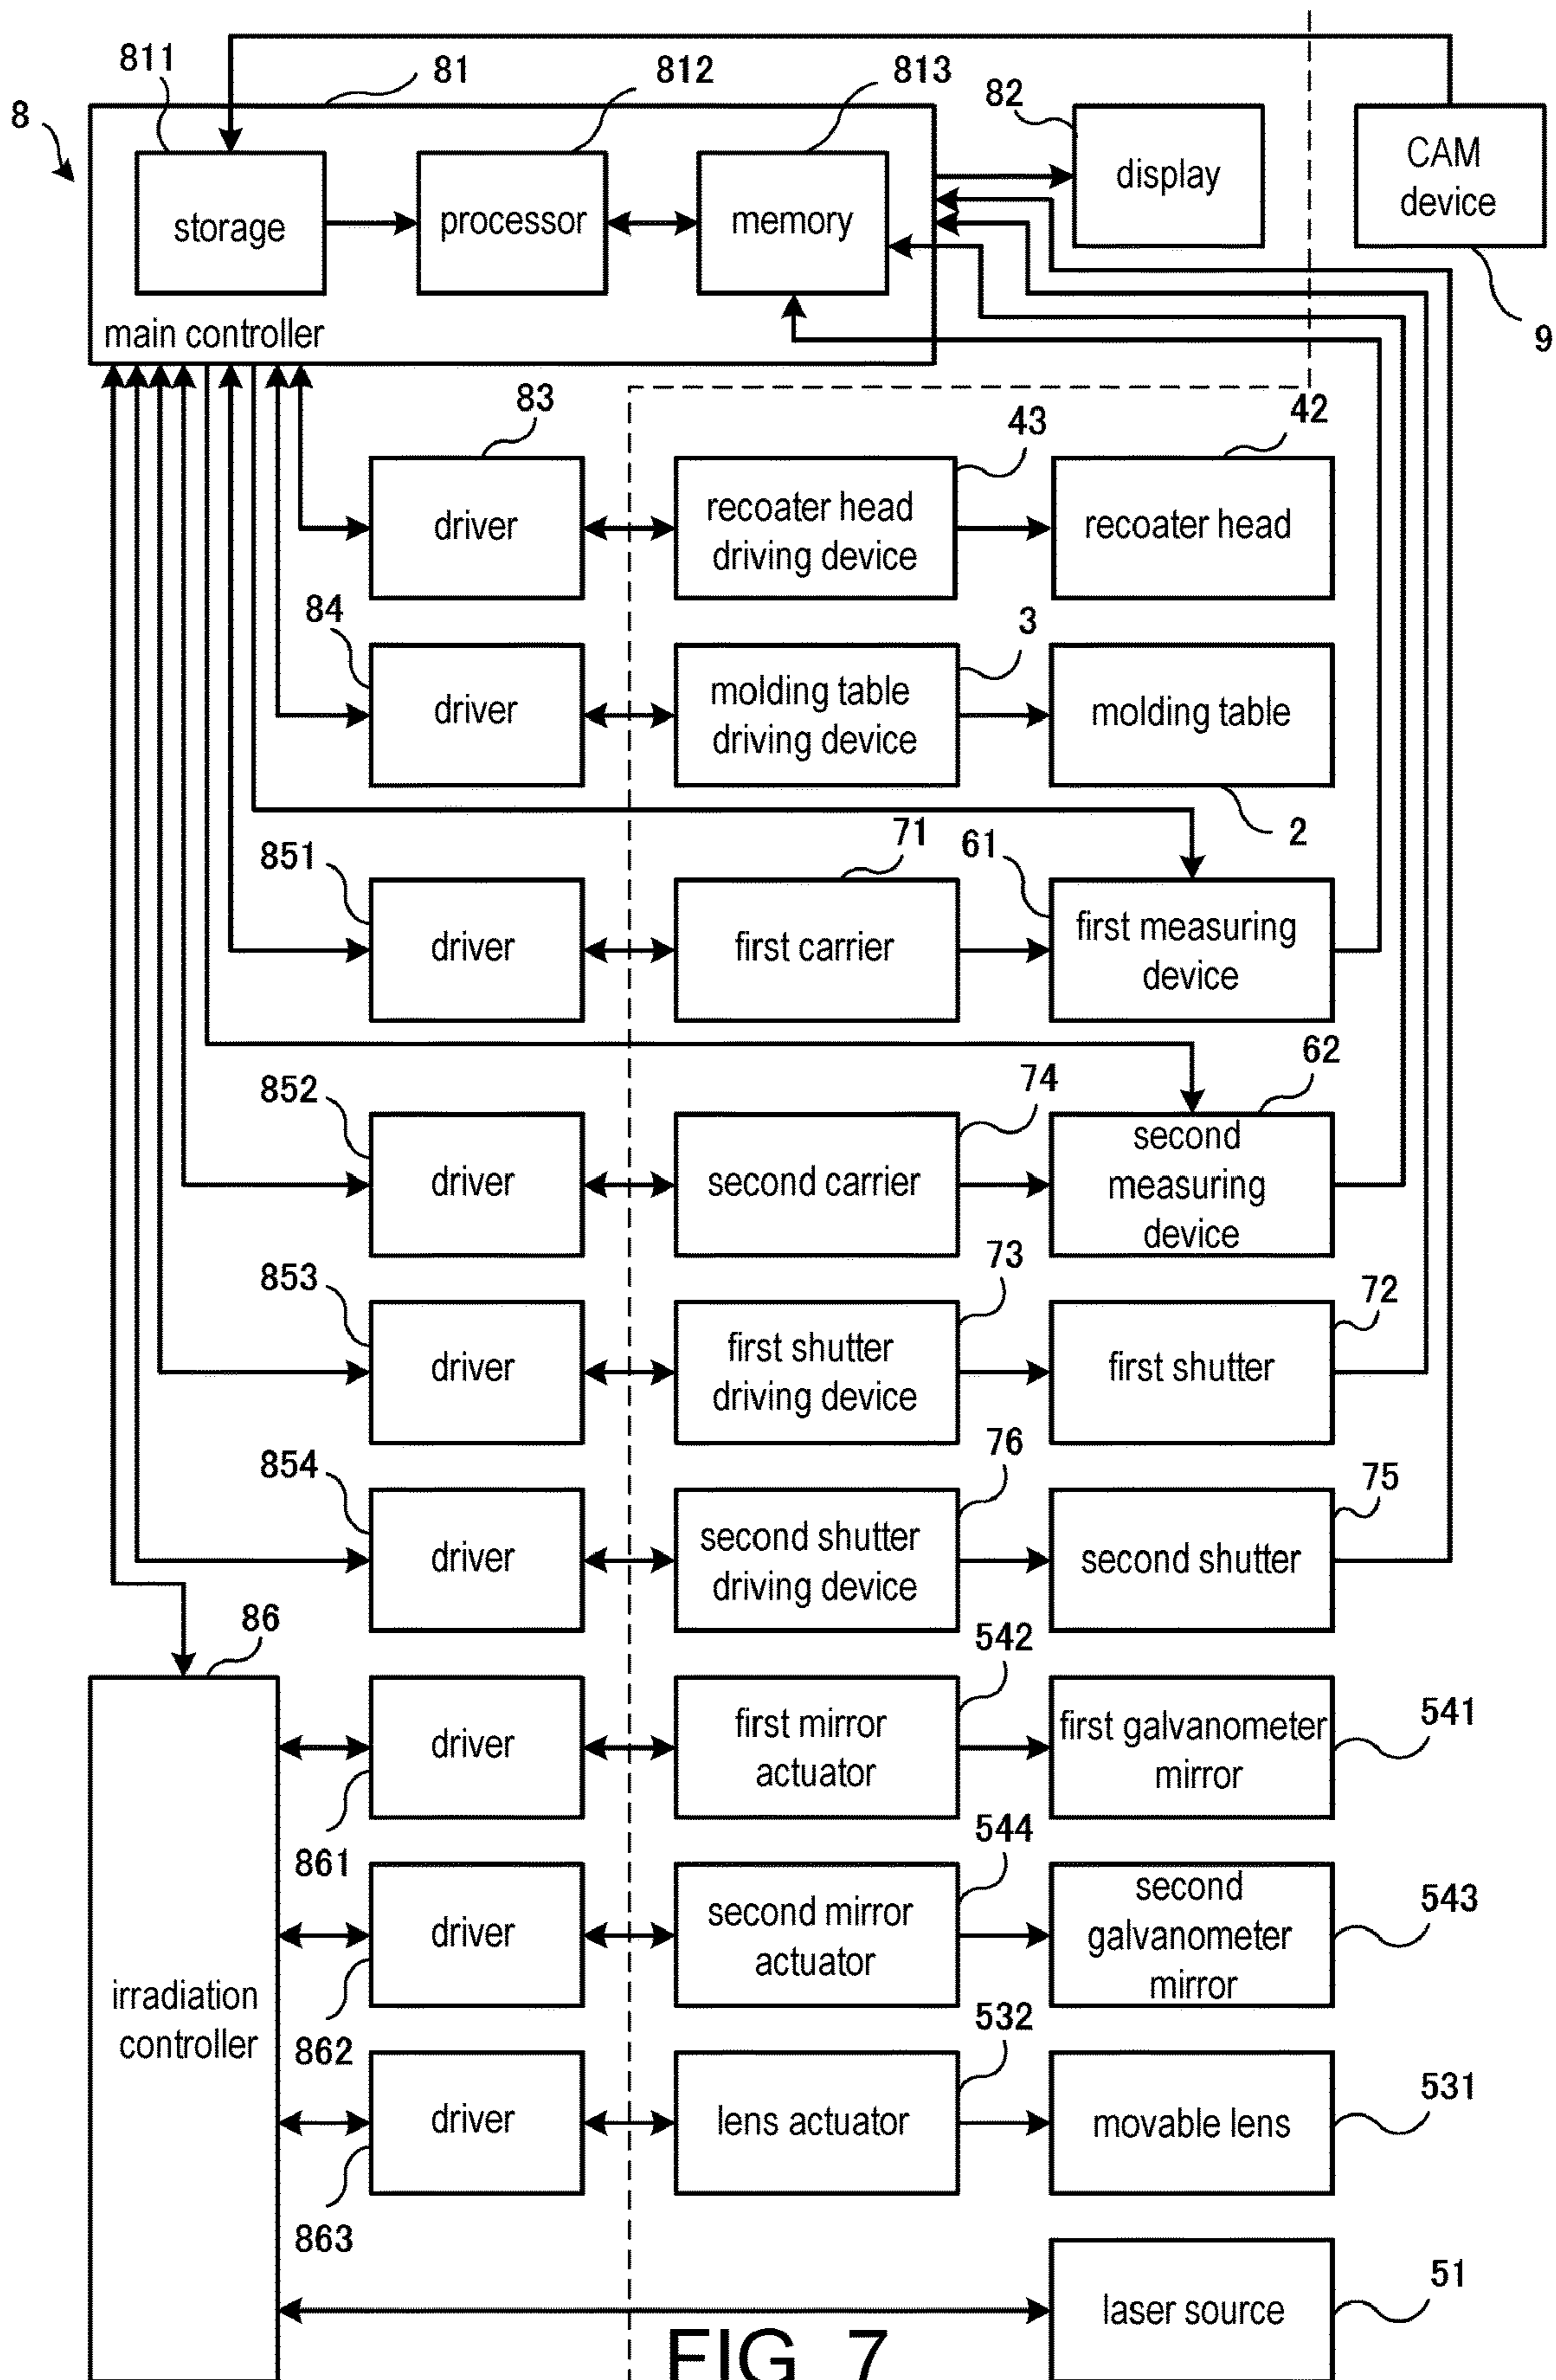 811
81
812
813
8
82
display
CAM
device
storage
processor
memory
main controller
9
83
43
42
driver
recoater head
driving device
recoater head
84
3
driver
molding table
driving device
molding table
2
851
71
61
driver
first carrier
first measuring
device
852
74
62
driver
second carrier
second
measuring
device
853
73
72
driver
first shutter
driving device
first shutter
854
76
75
driver
second shutter
driving device
second shutter
86
542
driver
first mirror
actuator
first galvanometer
mirror
541
861
544
driver
second mirror
actuator
second
galvanometer
mirror
543
irradiation
controller
862
532
driver
lens actuator
movable lens
531
863
laser source
51
FIG. 7